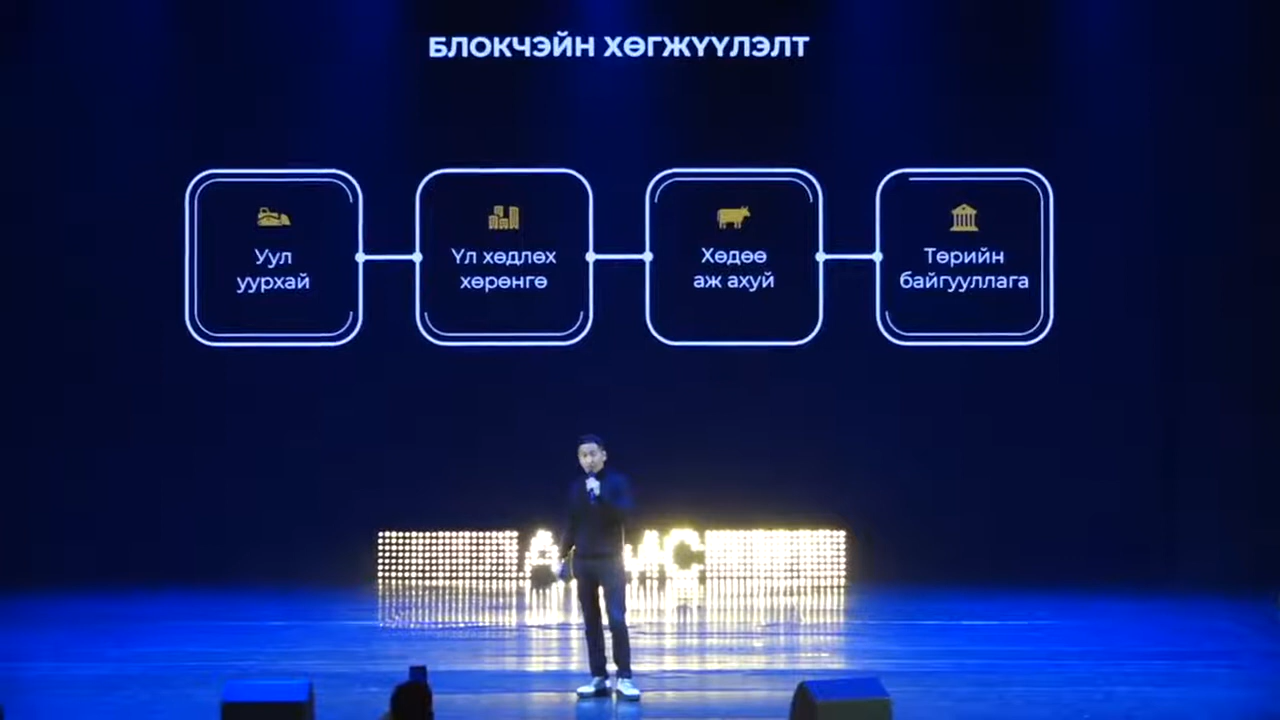 БЛОКЧЭЙН ХӨГЖҮҮЛЭЛТ
Уул
уурхай
Үл хөдлөх
хөрөнгө
Хөдөө
аж ахуй
Төрийн
байгууллага